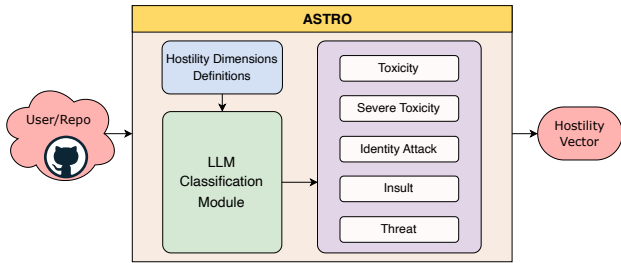 ASTRO
User/Repo
Hostility Dimensions
Definitions
LLM
Classification
Module
Toxicity
Severe Toxicity
Identity Attack
Insult
Threat
Hostility
Vector